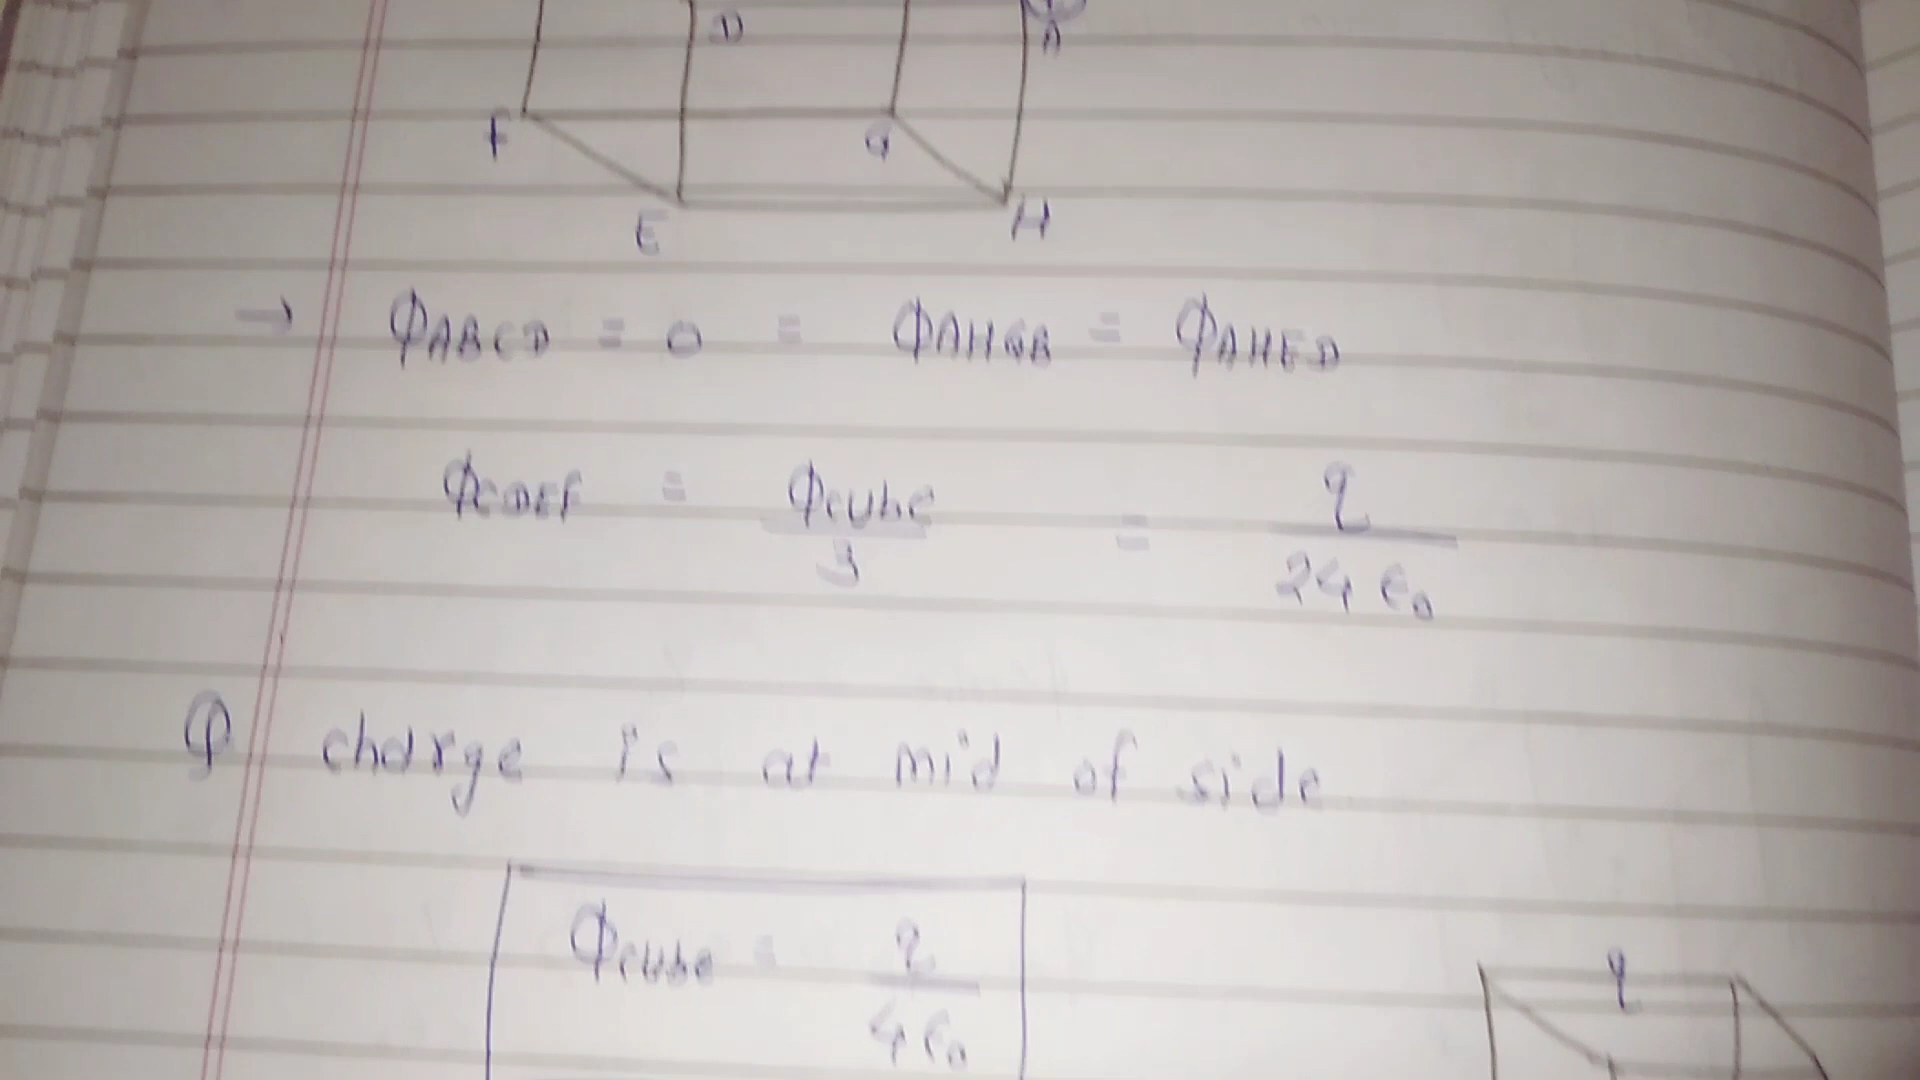 D A
F G
E H
→ ΦABCD = 0 = ΦAHGB = ΦAHED
ΦCDEF = Φcube/3 = q/24ε₀
Q charge is at mid of side
Φcube = q/4ε₀
q